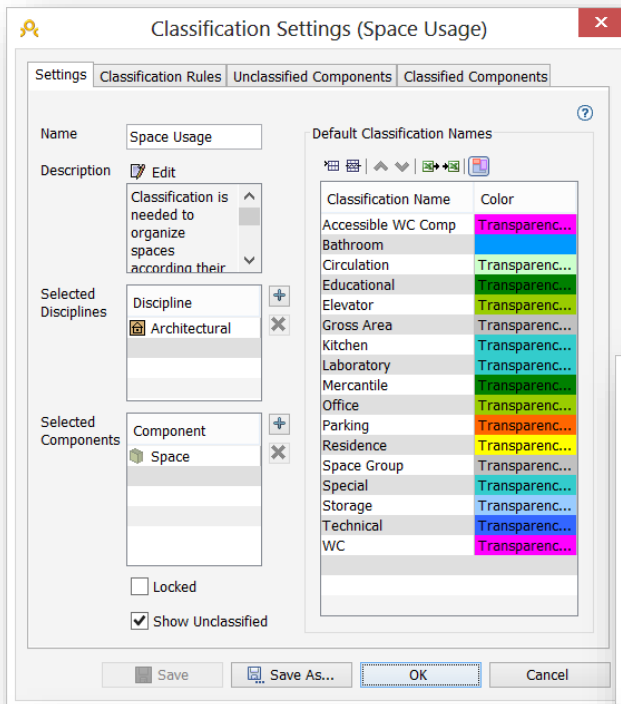 Classification Settings (Space Usage)
Settings Classification Rules Unclassified Components Classified Components
Name
Space Usage
Description
Edit
Classification is
needed to
organize
spaces
according their
Selected
Disciplines
Discipline
Architectural
Selected
Components
Component
Space
Locked
Show Unclassified
Default Classification Names
Classification Name Color
Accessible WC Comp Transparenc...
Bathroom
Circulation Transparenc...
Educational Transparenc...
Elevator Transparenc...
Gross Area Transparenc...
Kitchen Transparenc...
Laboratory Transparenc...
Mercantile Transparenc...
Office Transparenc...
Parking Transparenc...
Residence Transparenc...
Space Group Transparenc...
Special Transparenc...
Storage Transparenc...
Technical Transparenc...
WC Transparenc...
Save Save As... OK Cancel